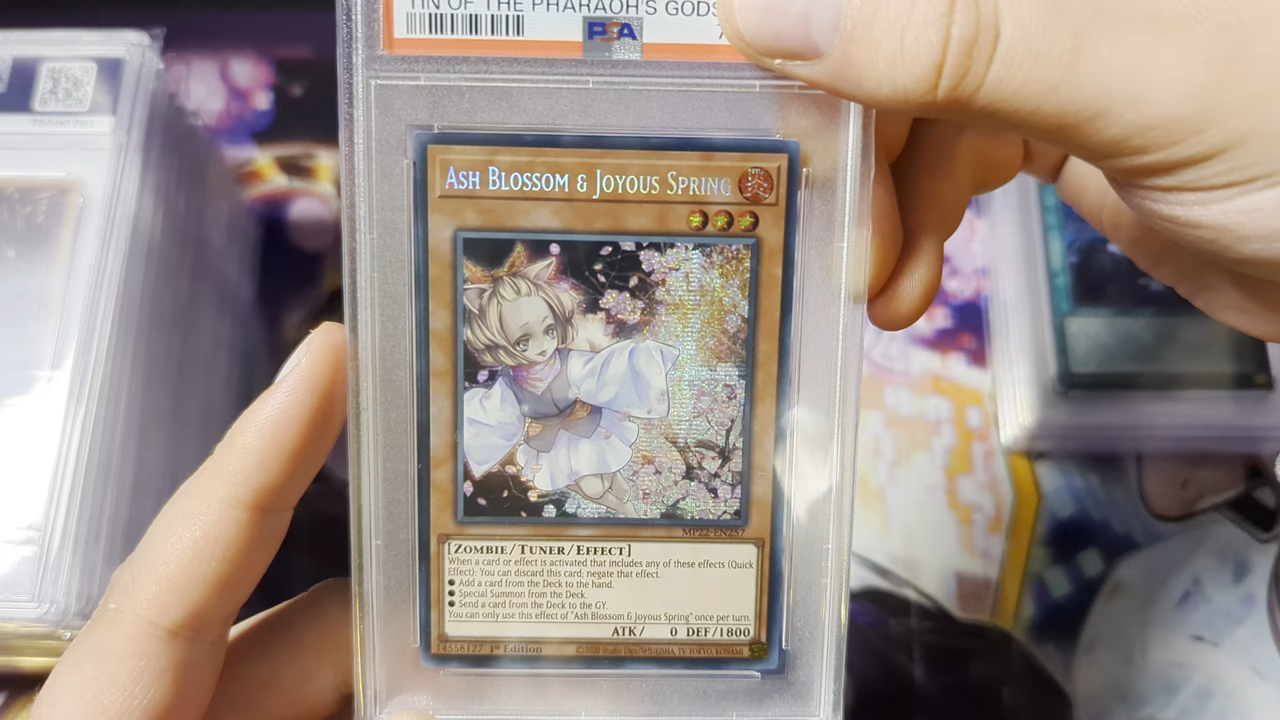 TIN OF THE PHARAOH'S GODS
PSA
ASH BLOSSOM & JOYOUS SPRING
炎
MP22-EN257
[ZOMBIE/TUNER/EFFECT]
When a card or effect is activated that includes any of these effects (Quick
Effect): You can discard this card; negate that effect.
● Add a card from the Deck to the hand.
● Special Summon from the Deck.
● Send a card from the Deck to the GY.
You can only use this effect of "Ash Blossom & Joyous Spring" once per turn.
ATK/ 0 DEF/1800
14558127 1st Edition ©2020 Studio Dice/SHUEISHA, TV TOKYO, KONAMI